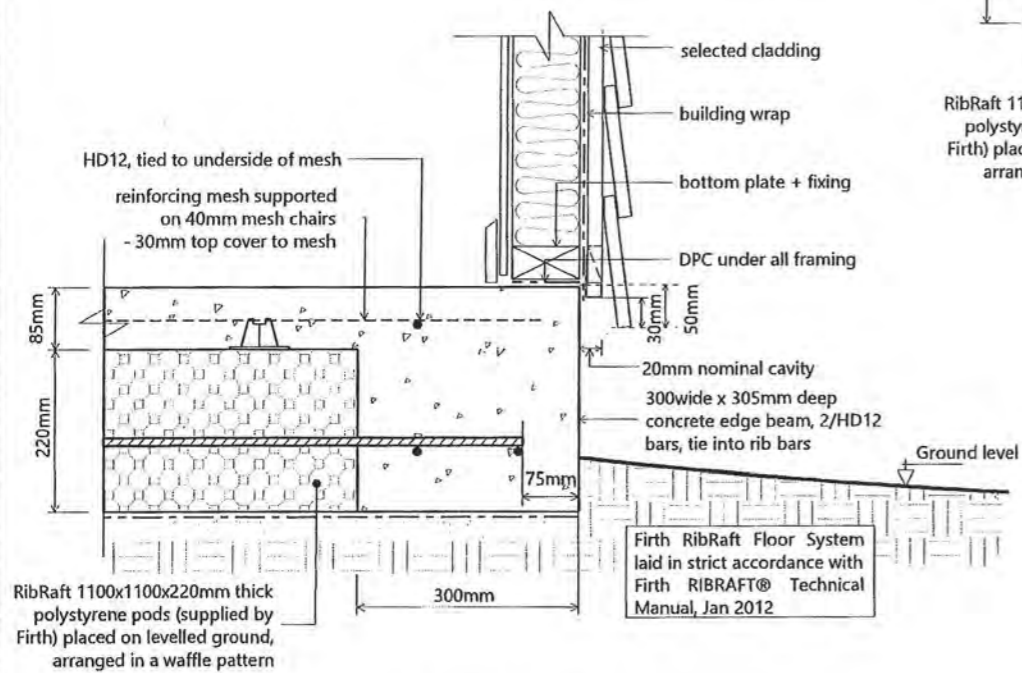 selected cladding
building wrap
bottom plate + fixing
DPC under all framing
HD12, tied to underside of mesh
reinforcing mesh supported
on 40mm mesh chairs
- 30mm top cover to mesh
85mm
220mm
30mm
50mm
20mm nominal cavity
300wide x 305mm deep
concrete edge beam, 2/HD12
bars, tie into rib bars
75mm
Ground level
300mm
Firth RibRaft Floor System
laid in strict accordance with
Firth RIBRAFT® Technical
Manual, Jan 2012
RibRaft 1100x1100x220mm thick
polystyrene pods (supplied by
Firth) placed on levelled ground,
arranged in a waffle pattern
RibRaft 11
polysty
Firth) plac
arran